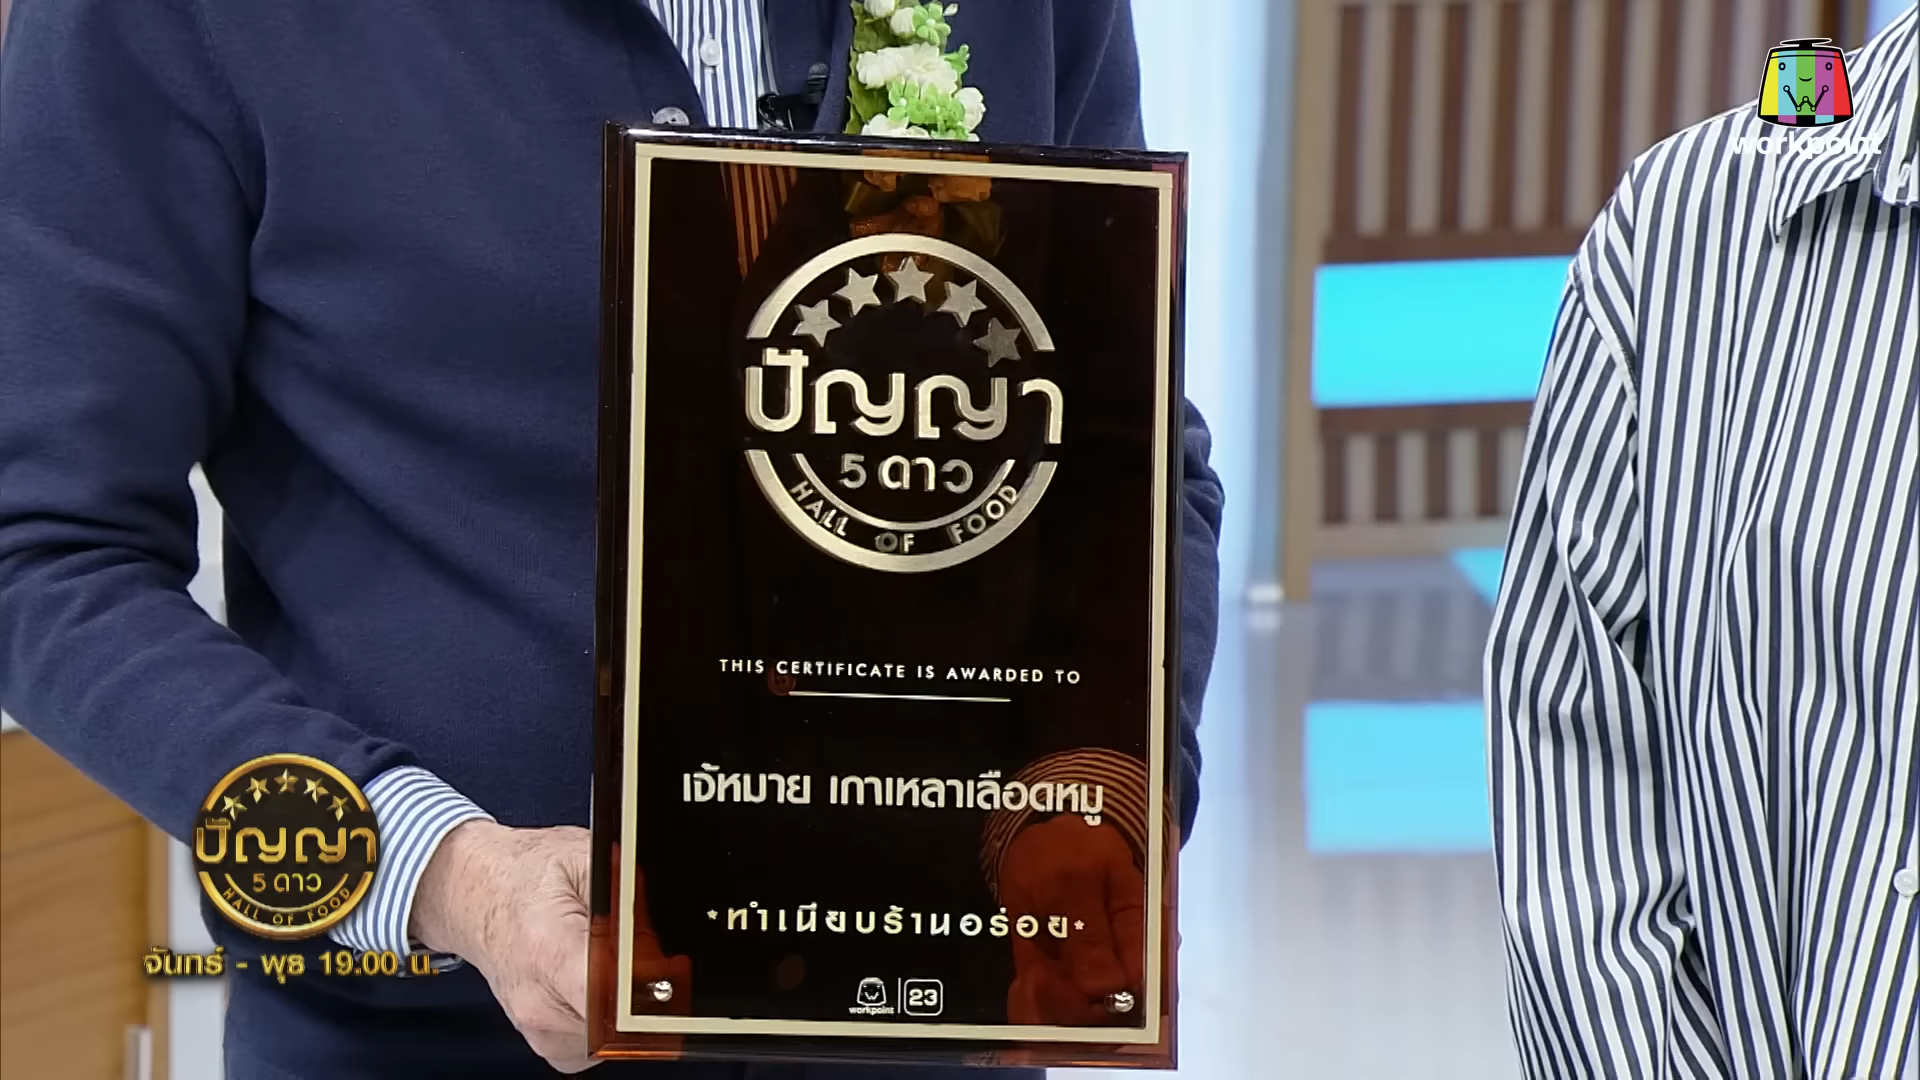 workpoint
ปัญญา
5 ดาว
HALL OF FOOD
THIS CERTIFICATE IS AWARDED TO
เจ๊หมาย เกาเหลาเลือดหมู
*ทำเนียบร้านอร่อย*
workpoint 23
ปัญญา
5 ดาว
HALL OF FOOD
จันทร์ - พุธ 19.00 น.